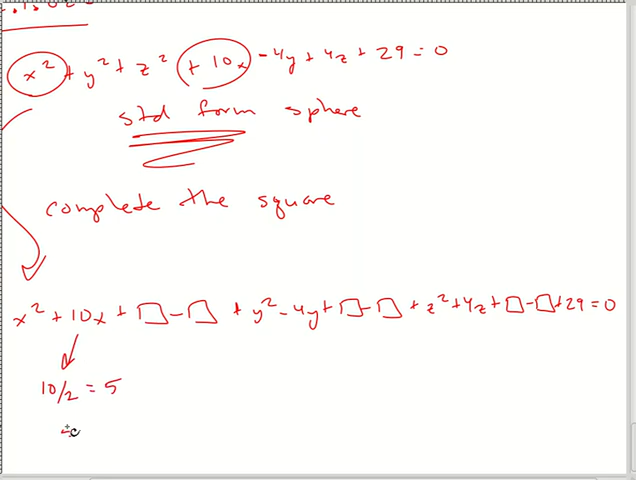 x² + y² + z² + 10x - 4y + 4z + 29 = 0
std form sphere
complete the square
x² + 10x + □ - □ + y² - 4y + □ - □ + z² + 4z + □ - □ + 29 = 0
10/2 = 5